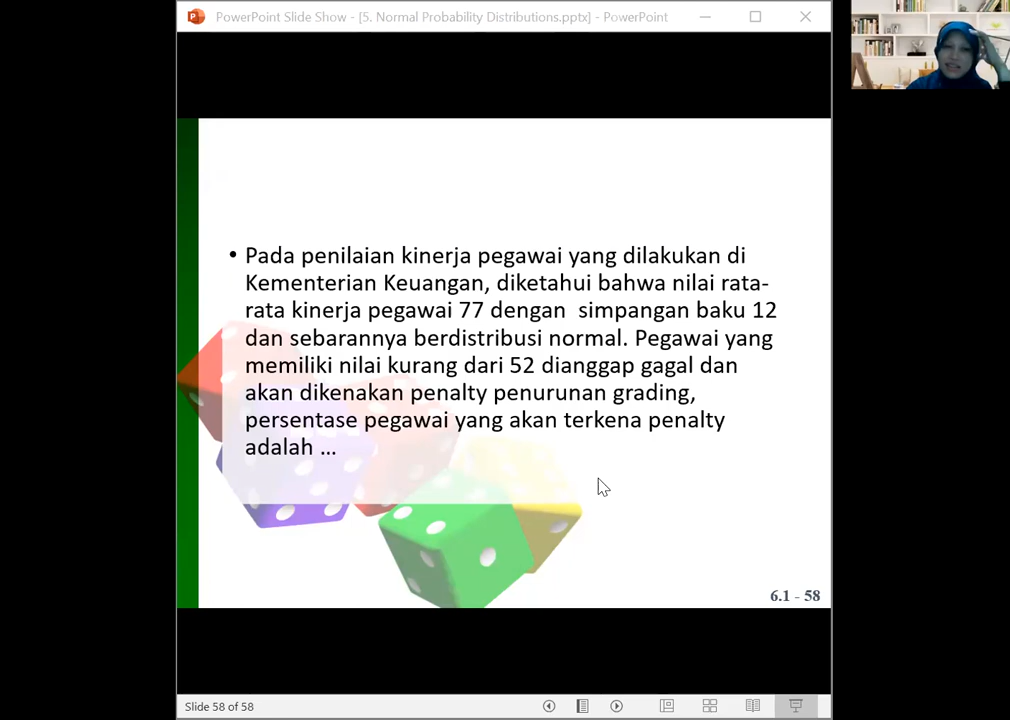 PowerPoint Slide Show - [5. Normal Probability Distributions.pptx] - PowerPoint
• Pada penilaian kinerja pegawai yang dilakukan di
Kementerian Keuangan, diketahui bahwa nilai rata-
rata kinerja pegawai 77 dengan  simpangan baku 12
dan sebarannya berdistribusi normal. Pegawai yang
memiliki nilai kurang dari 52 dianggap gagal dan
akan dikenakan penalty penurunan grading,
persentase pegawai yang akan terkena penalty
adalah ...
6.1 - 58
Slide 58 of 58